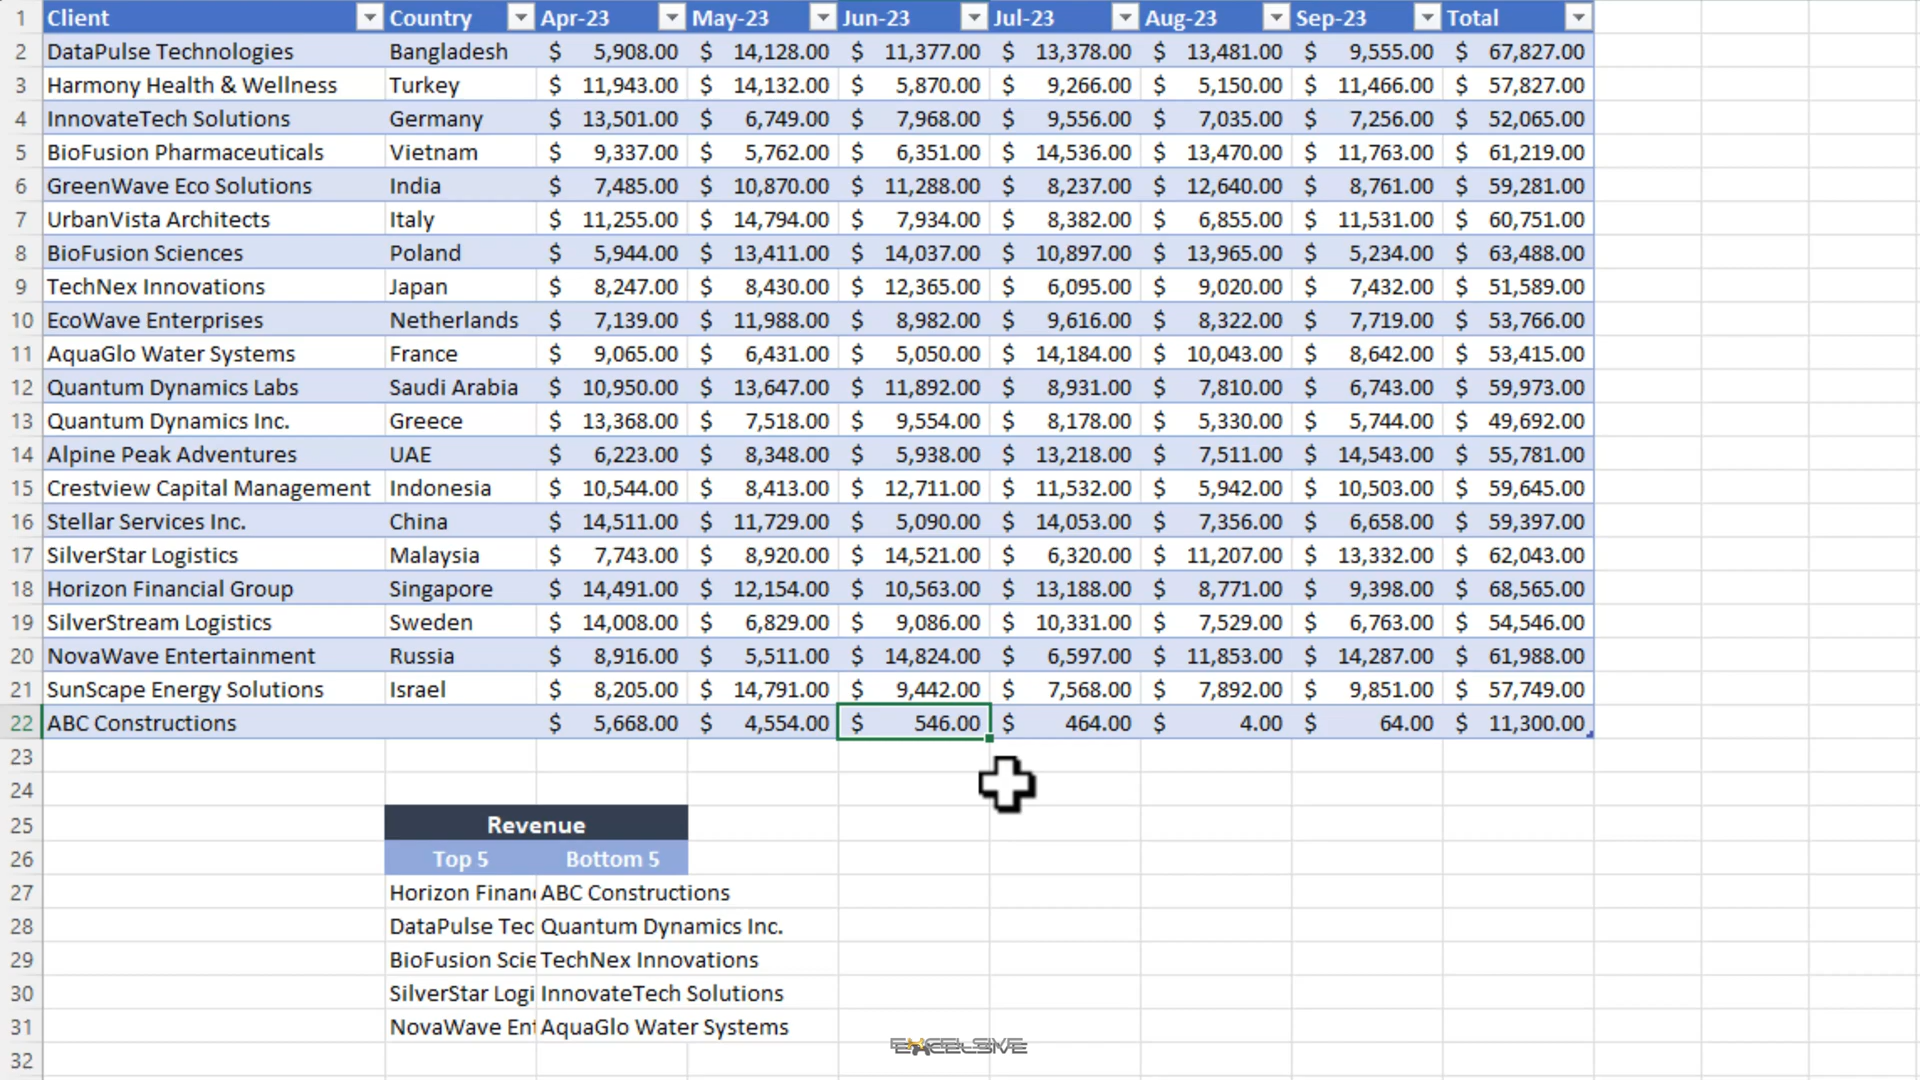 1 Client Country Apr-23 May-23 Jun-23 Jul-23 Aug-23 Sep-23 Total
2 DataPulse Technologies Bangladesh $ 5,908.00 $ 14,128.00 $ 11,377.00 $ 13,378.00 $ 13,481.00 $ 9,555.00 $ 67,827.00
3 Harmony Health & Wellness Turkey $ 11,943.00 $ 14,132.00 $ 5,870.00 $ 9,266.00 $ 5,150.00 $ 11,466.00 $ 57,827.00
4 InnovateTech Solutions Germany $ 13,501.00 $ 6,749.00 $ 7,968.00 $ 9,556.00 $ 7,035.00 $ 7,256.00 $ 52,065.00
5 BioFusion Pharmaceuticals Vietnam $ 9,337.00 $ 5,762.00 $ 6,351.00 $ 14,536.00 $ 13,470.00 $ 11,763.00 $ 61,219.00
6 GreenWave Eco Solutions India $ 7,485.00 $ 10,870.00 $ 11,288.00 $ 8,237.00 $ 12,640.00 $ 8,761.00 $ 59,281.00
7 UrbanVista Architects Italy $ 11,255.00 $ 14,794.00 $ 7,934.00 $ 8,382.00 $ 6,855.00 $ 11,531.00 $ 60,751.00
8 BioFusion Sciences Poland $ 5,944.00 $ 13,411.00 $ 14,037.00 $ 10,897.00 $ 13,965.00 $ 5,234.00 $ 63,488.00
9 TechNex Innovations Japan $ 8,247.00 $ 8,430.00 $ 12,365.00 $ 6,095.00 $ 9,020.00 $ 7,432.00 $ 51,589.00
10 EcoWave Enterprises Netherlands $ 7,139.00 $ 11,988.00 $ 8,982.00 $ 9,616.00 $ 8,322.00 $ 7,719.00 $ 53,766.00
11 AquaGlo Water Systems France $ 9,065.00 $ 6,431.00 $ 5,050.00 $ 14,184.00 $ 10,043.00 $ 8,642.00 $ 53,415.00
12 Quantum Dynamics Labs Saudi Arabia $ 10,950.00 $ 13,647.00 $ 11,892.00 $ 8,931.00 $ 7,810.00 $ 6,743.00 $ 59,973.00
13 Quantum Dynamics Inc. Greece $ 13,368.00 $ 7,518.00 $ 9,554.00 $ 8,178.00 $ 5,330.00 $ 5,744.00 $ 49,692.00
14 Alpine Peak Adventures UAE $ 6,223.00 $ 8,348.00 $ 5,938.00 $ 13,218.00 $ 7,511.00 $ 14,543.00 $ 55,781.00
15 Crestview Capital Management Indonesia $ 10,544.00 $ 8,413.00 $ 12,711.00 $ 11,532.00 $ 5,942.00 $ 10,503.00 $ 59,645.00
16 Stellar Services Inc. China $ 14,511.00 $ 11,729.00 $ 5,090.00 $ 14,053.00 $ 7,356.00 $ 6,658.00 $ 59,397.00
17 SilverStar Logistics Malaysia $ 7,743.00 $ 8,920.00 $ 14,521.00 $ 6,320.00 $ 11,207.00 $ 13,332.00 $ 62,043.00
18 Horizon Financial Group Singapore $ 14,491.00 $ 12,154.00 $ 10,563.00 $ 13,188.00 $ 8,771.00 $ 9,398.00 $ 68,565.00
19 SilverStream Logistics Sweden $ 14,008.00 $ 6,829.00 $ 9,086.00 $ 10,331.00 $ 7,529.00 $ 6,763.00 $ 54,546.00
20 NovaWave Entertainment Russia $ 8,916.00 $ 5,511.00 $ 14,824.00 $ 6,597.00 $ 11,853.00 $ 14,287.00 $ 61,988.00
21 SunScape Energy Solutions Israel $ 8,205.00 $ 14,791.00 $ 9,442.00 $ 7,568.00 $ 7,892.00 $ 9,851.00 $ 57,749.00
22 ABC Constructions $ 5,668.00 $ 4,554.00 $ 546.00 $ 464.00 $ 4.00 $ 64.00 $ 11,300.00
23
24
25 Revenue
26 Top 5 Bottom 5
27 Horizon Finan ABC Constructions
28 DataPulse Tec Quantum Dynamics Inc.
29 BioFusion Scie TechNex Innovations
30 SilverStar Logi InnovateTech Solutions
31 NovaWave Ent AquaGlo Water Systems
32